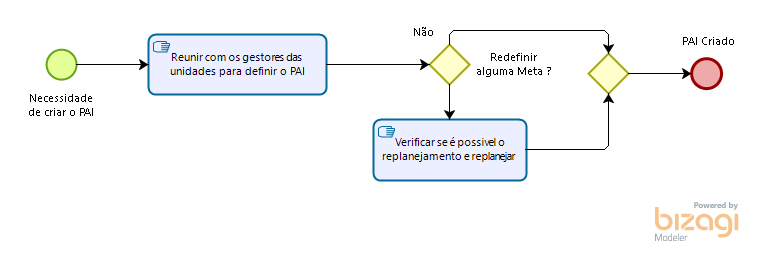 Necessidade
de criar o PAI
Reunir com os gestores das
unidades para definir o PAI
Não
Redefinir
alguma Meta ?
Verificar se é possivel o
replanejamento e replanejar
PAI Criado
Powered by
bizagi
Modeler